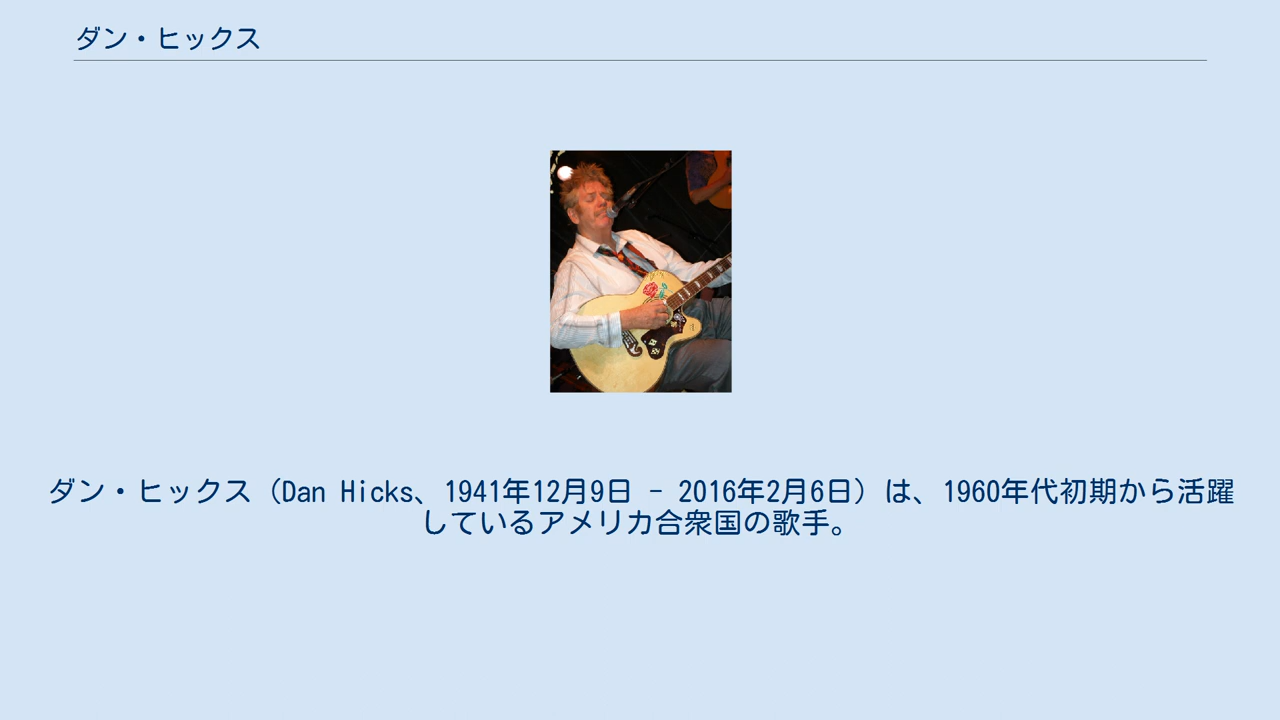 ダン・ヒックス
ダン・ヒックス（Dan Hicks、1941年12月9日 - 2016年2月6日）は、1960年代初期から活躍
しているアメリカ合衆国の歌手。